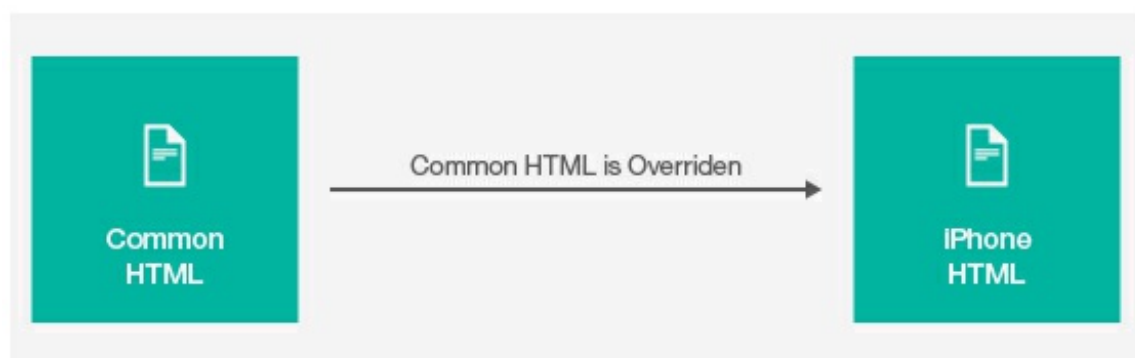 Common HTML is Overriden
Common
HTML
iPhone
HTML